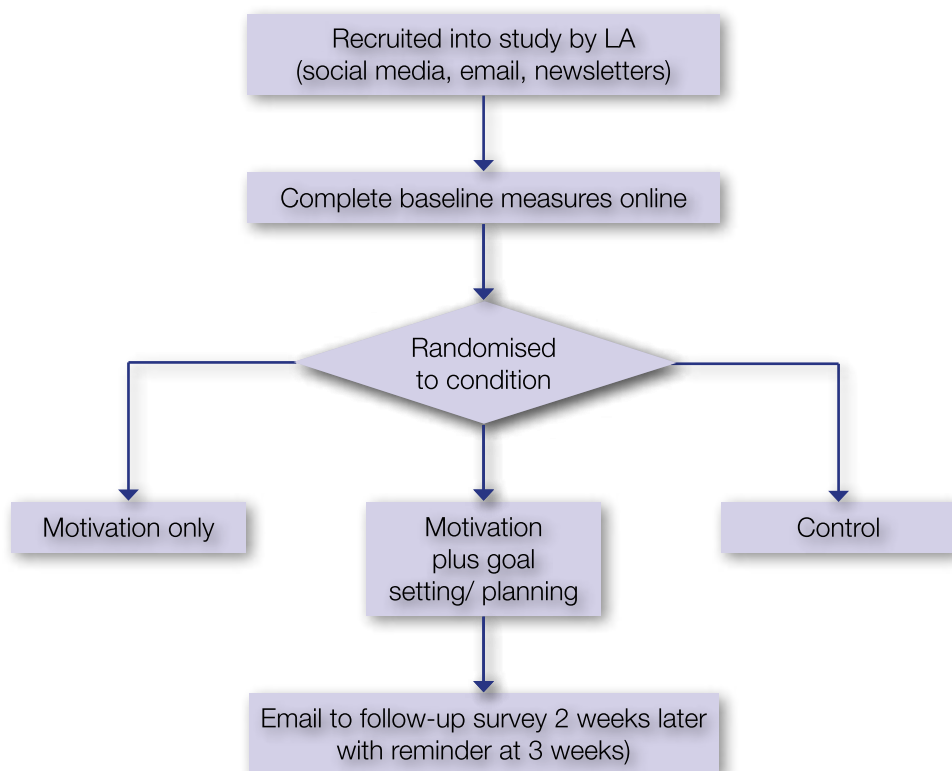 Recruited into study by LA
(social media, email, newsletters)
Complete baseline measures online
Randomised
to condition
Motivation only
Motivation
plus goal
setting/ planning
Control
Email to follow-up survey 2 weeks later
with reminder at 3 weeks)